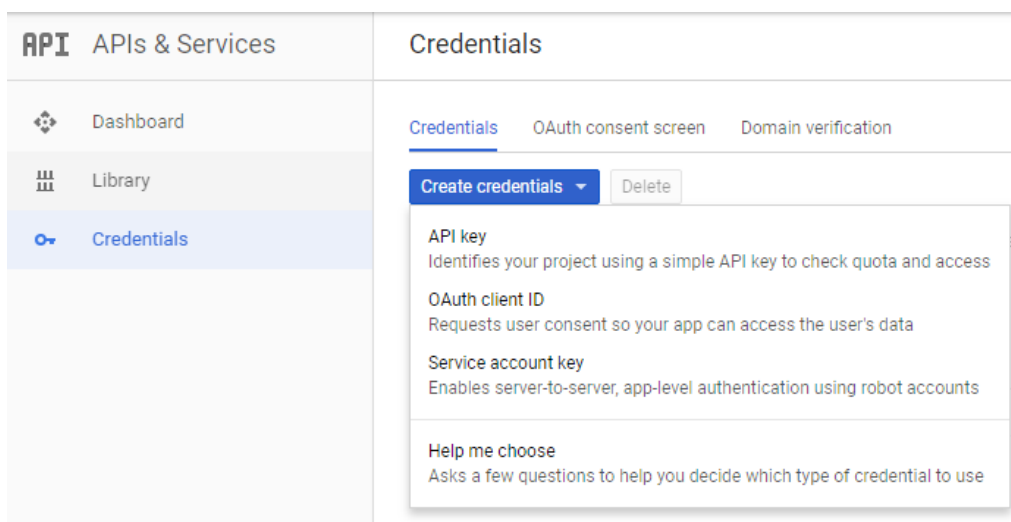 API APIs & Services
Credentials
Dashboard
Library
Credentials
Credentials OAuth consent screen Domain verification
Create credentials Delete
API key
Identifies your project using a simple API key to check quota and access
OAuth client ID
Requests user consent so your app can access the user's data
Service account key
Enables server-to-server, app-level authentication using robot accounts
Help me choose
Asks a few questions to help you decide which type of credential to use